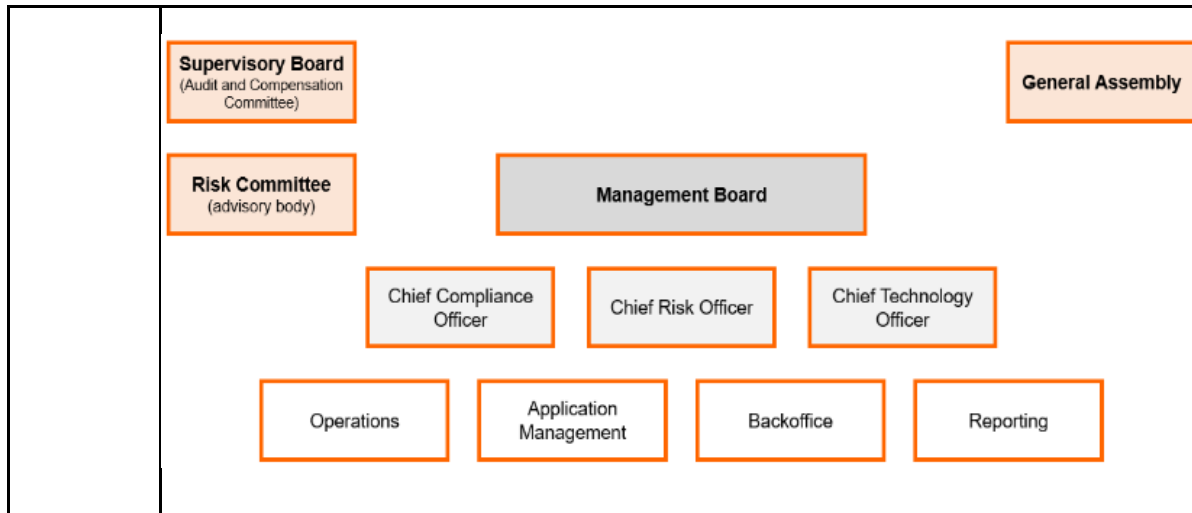 Supervisory Board
(Audit and Compensation
Committee)
General Assembly
Risk Committee
(advisory body)
Management Board
Chief Compliance
Officer
Chief Risk Officer
Chief Technology
Officer
Operations
Application
Management
Backoffice
Reporting